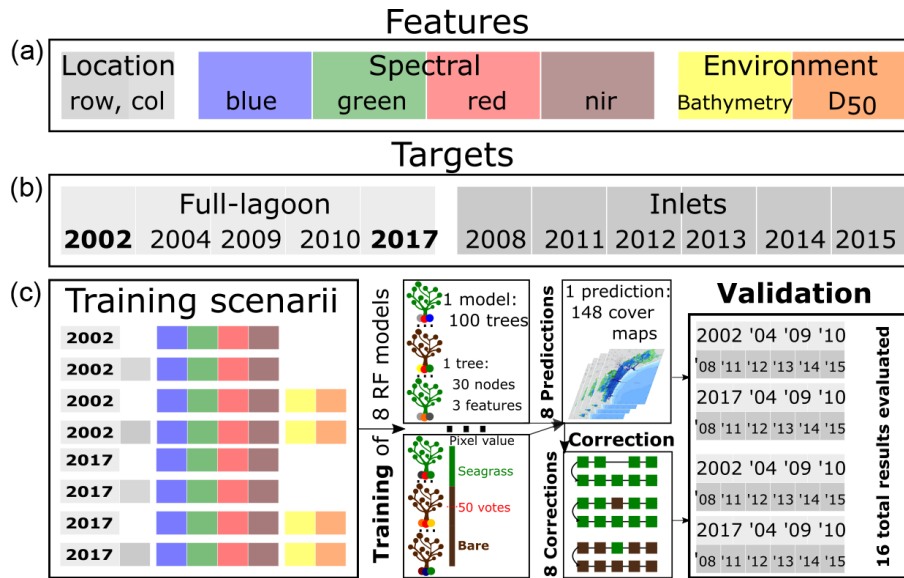 Features
(a)
Location
row, col
Spectral
blue
green
red
nir
Environment
Bathymetry
D50
Targets
(b)
Full-lagoon
2002
2004
2009
2010
2017
Inlets
2008
2011
2012
2013
2014
2015
(c)
Training scenarii
2002
2002
2002
2002
2017
2017
2017
2017
Training of 8 RF models
1 model:
100 trees
1 tree:
30 nodes
3 features
Pixel value
Seagrass
50 votes
Bare
8 Predictions
1 prediction:
148 cover
maps
Correction
8 Corrections
Validation
2002 '04 '09 '10
'08 '11 '12 '13 '14 '15
2017 '04 '09 '10
'08 '11 '12 '13 '14 '15
2002 '04 '09 '10
'08 '11 '12 '13 '14 '15
2017 '04 '09 '10
'08 '11 '12 '13 '14 '15
16 total results evaluated